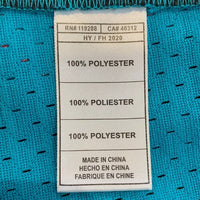 RN# 119208 CA# 40312
HY / FH 2020
100% POLYESTER
100% POLIESTER
100% POLYESTER
MADE IN CHINA
HECHO EN CHINA
FABRIQUE EN CHINE